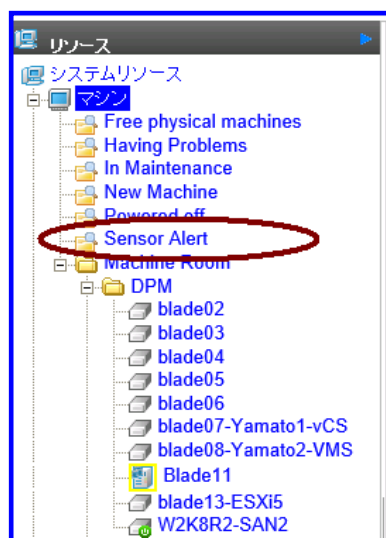 リソース
システムリソース
マシン
Free physical machines
Having Problems
In Maintenance
New Machine
Powered off
Sensor Alert
Machine Room
DPM
blade02
blade03
blade04
blade05
blade06
blade07-Yamato1-vCS
blade08-Yamato2-VMS
Blade11
blade13-ESXi5
W2K8R2-SAN2